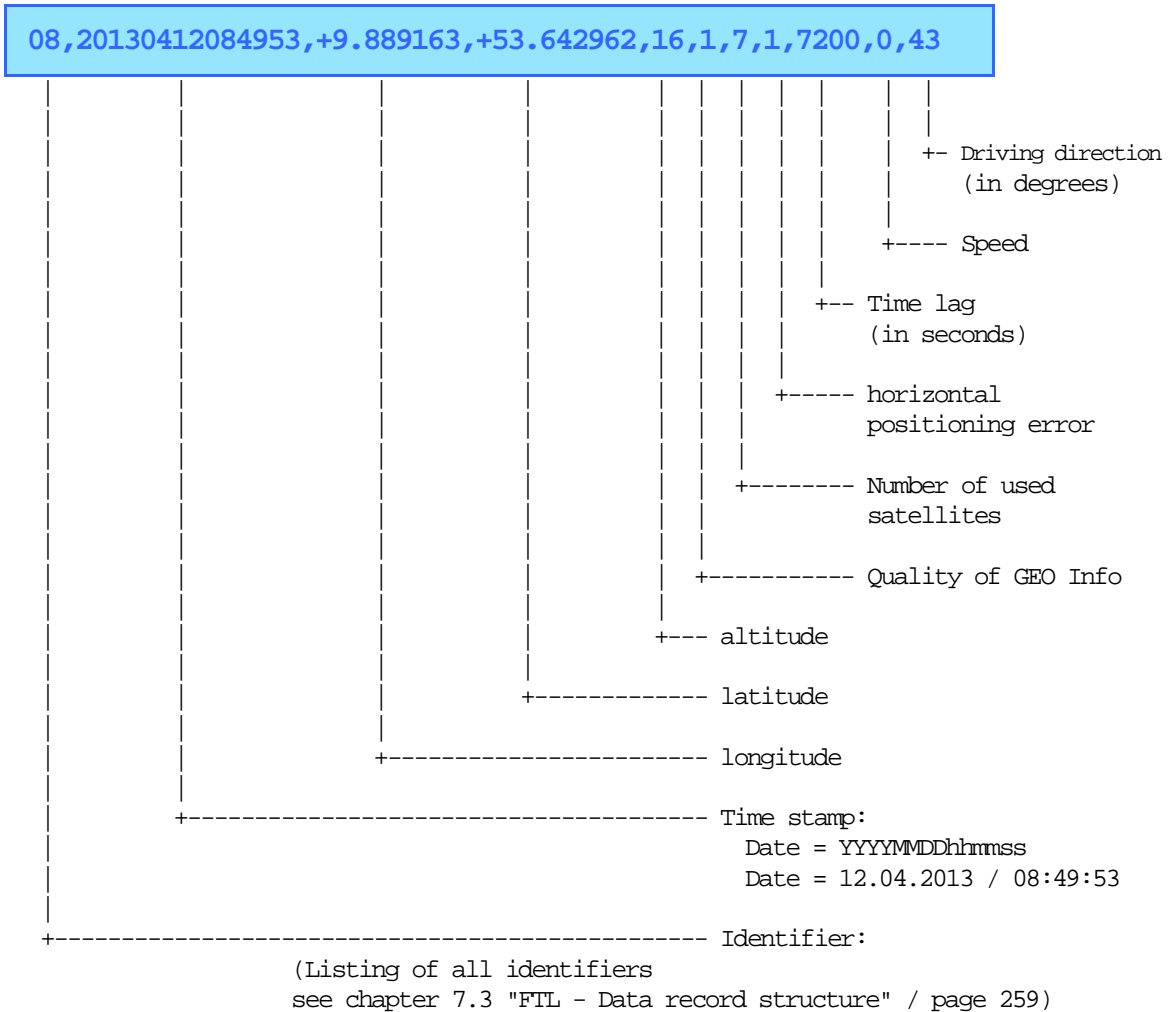 08,20130412084953,+9.889163,+53.642962,16,1,7,1,7200,0,43
+- Driving direction
(in degrees)
+---- Speed
+-- Time lag
(in seconds)
+----- horizontal
positioning error
+-------- Number of used
satellites
+----------- Quality of GEO Info
+--- altitude
+------------- latitude
+------------------------ longitude
+--------------------------------------- Time stamp:
Date = YYYYMMDDhhmmss
Date = 12.04.2013 / 08:49:53
+------------------------------------------------- Identifier:
(Listing of all identifiers
see chapter 7.3 "FTL - Data record structure" / page 259)